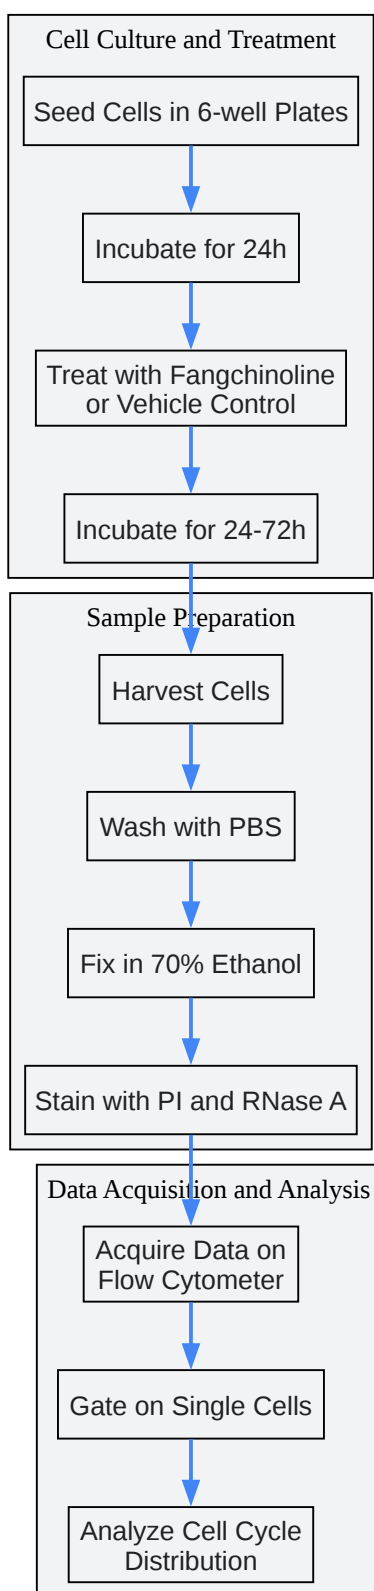 Cell Culture and Treatment
Seed Cells in 6-well Plates
Incubate for 24h
Treat with Fangchinoline
or Vehicle Control
Incubate for 24-72h
Sample Preparation
Harvest Cells
Wash with PBS
Fix in 70% Ethanol
Stain with PI and RNase A
Data Acquisition and Analysis
Acquire Data on
Flow Cytometer
Gate on Single Cells
Analyze Cell Cycle
Distribution